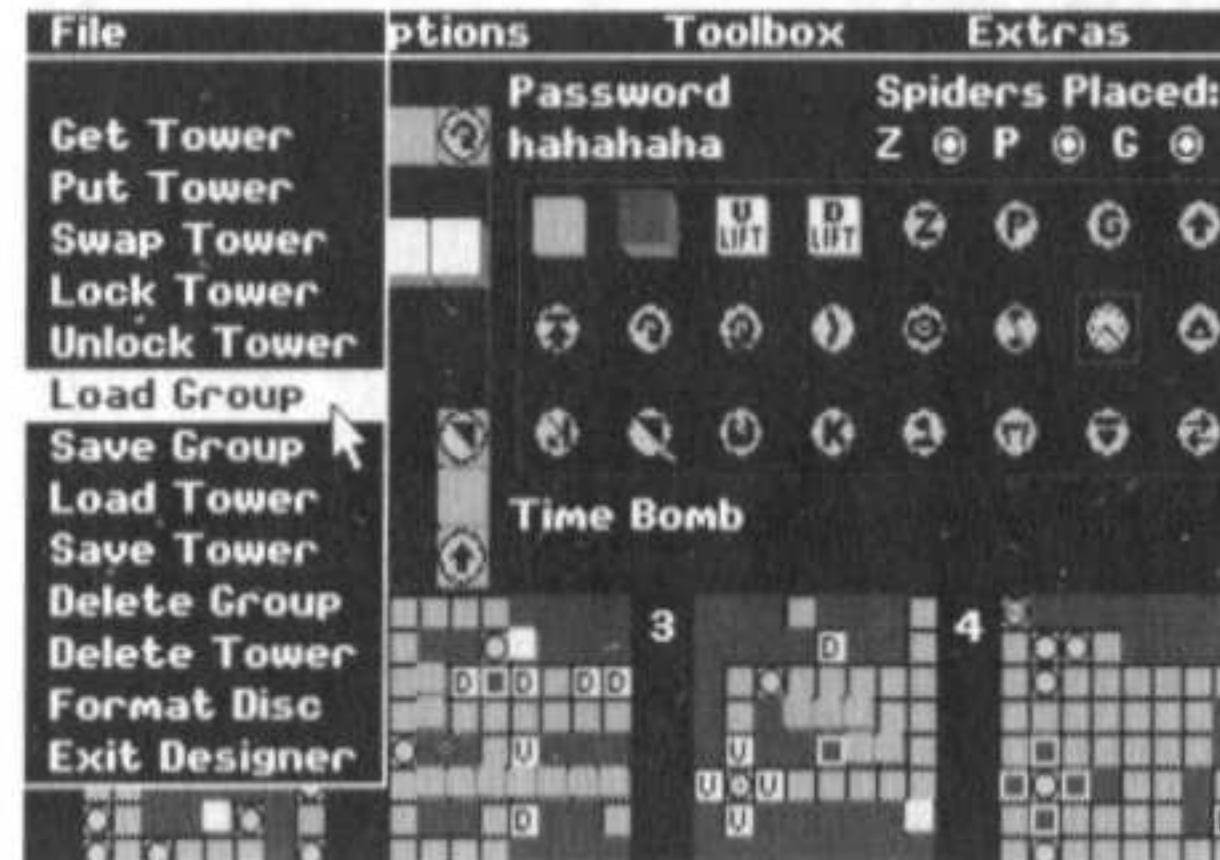 File ptions Toolbox Extras
Get Tower
Put Tower
Swap Tower
Lock Tower
Unlock Tower
Load Group
Save Group
Load Tower
Save Tower
Delete Group
Delete Tower
Format Disc
Exit Designer
Password
hahahaha
Spiders Placed:
Z P G
U LIFT D LIFT Z P G
K
Time Bomb
3 4
D
D D D D
U
U
U U
D U